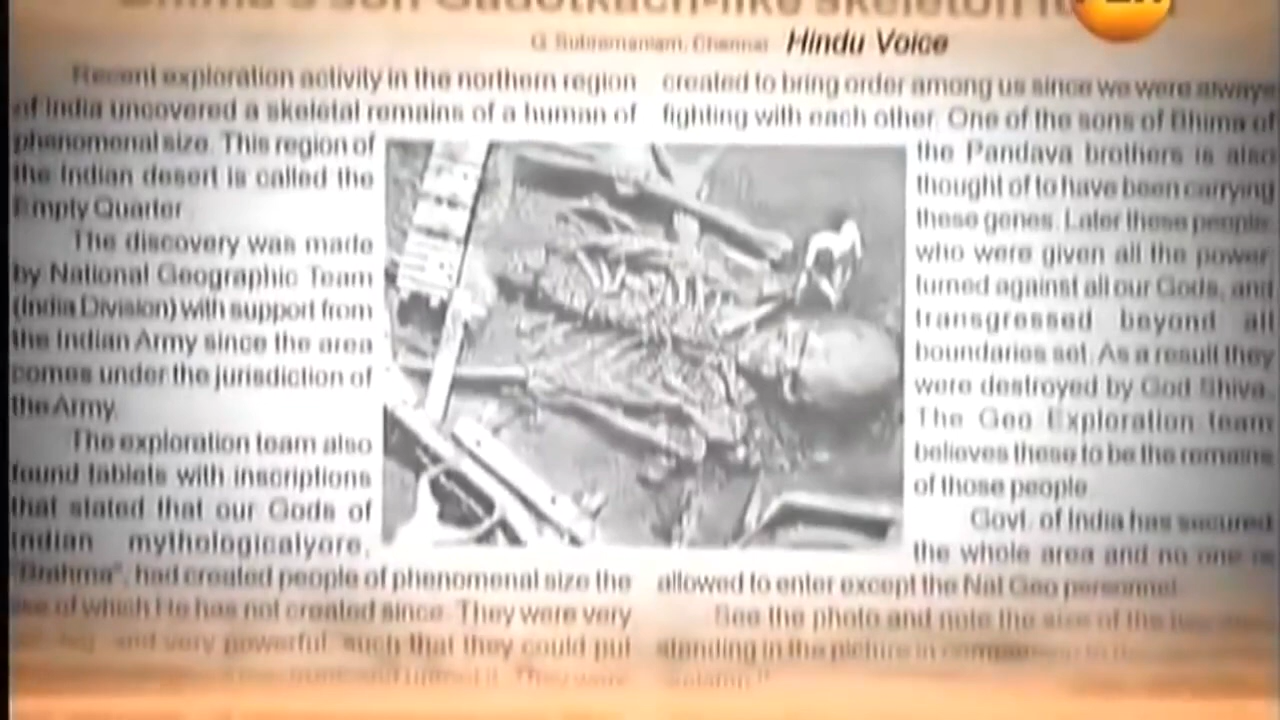 Bhima's son Gadotkach-like skeleton
G Subramaniam, Chennai Hindu Voice
Recent exploration activity in the northern region
of India uncovered a skeletal remains of a human of
phenomenal size. This region of
the Indian desert is called the
Empty Quarter
The discovery was made
by National Geographic Team
(India Division) with support from
the Indian Army since the area
comes under the jurisdiction of
the Army.
The exploration team also
found tablets with inscriptions
that stated that our Gods of
Indian mythologicalyore,
"Brahma", had created people of phenomenal size the
of which He has not created since. They were very
and very powerful, such that they could put
They were
created to bring order among us since we were always
fighting with each other. One of the sons of Bhima of
the Pandava brothers is also
thought of to have been carrying
these genes. Later these people
who were given all the power
turned against all our Gods, and
transgressed beyond all
boundaries set. As a result they
were destroyed by God Shiva.
The Geo Exploration team
believes these to be the remains
of those people
Govt. of India has secured
the whole area and no one is
allowed to enter except the Nat Geo personnel
See the photo and note the size of the
standing in the picture in comparison to